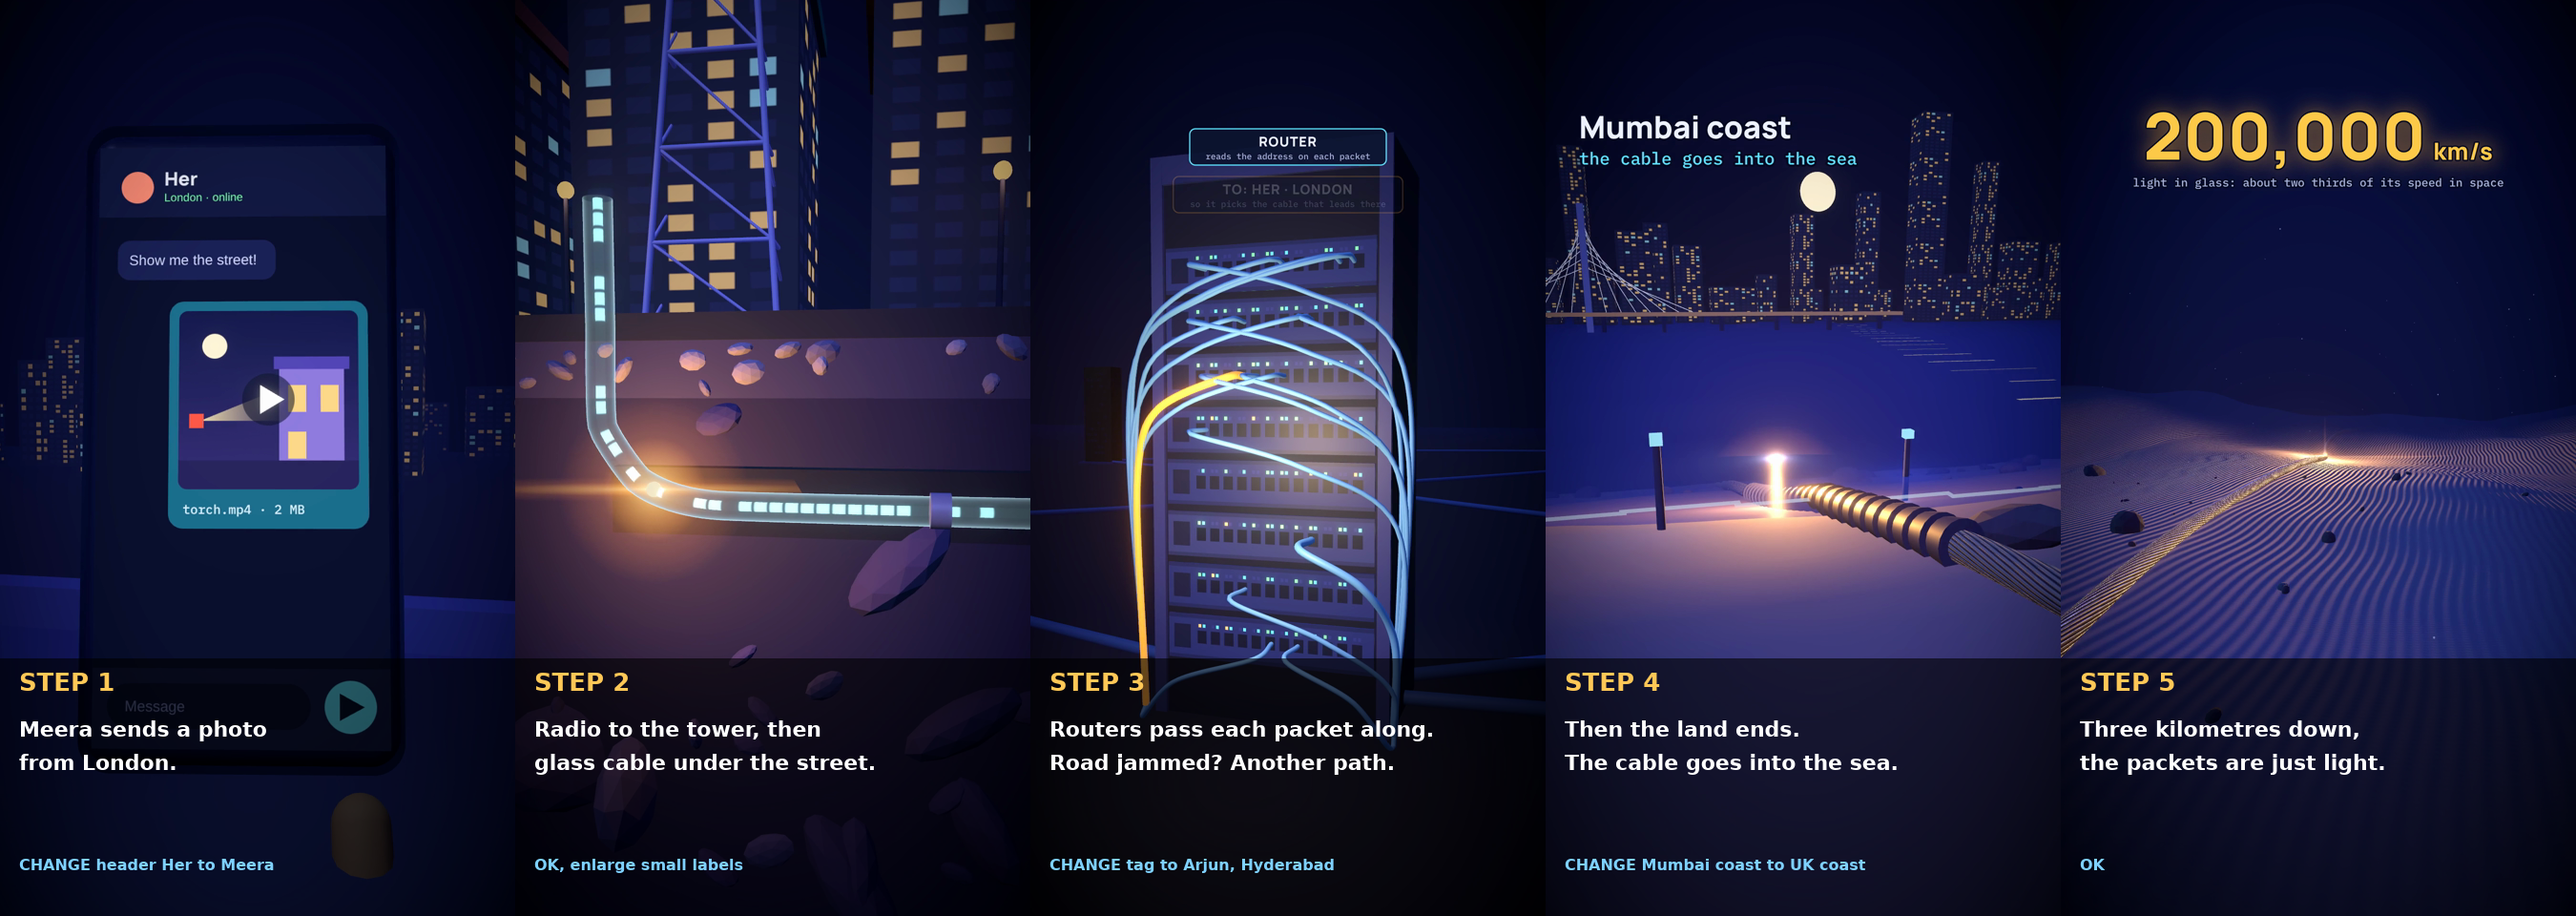 Her
London · online
Show me the street!
torch.mp4 · 2 MB
Message
STEP 1
Meera sends a photo
from London.
CHANGE header Her to Meera
STEP 2
Radio to the tower, then
glass cable under the street.
OK, enlarge small labels
ROUTER
reads the address on each packet
TO: HER · LONDON
so it picks the cable that leads there
STEP 3
Routers pass each packet along.
Road jammed? Another path.
CHANGE tag to Arjun, Hyderabad
Mumbai coast
the cable goes into the sea
STEP 4
Then the land ends.
The cable goes into the sea.
CHANGE Mumbai coast to UK coast
200,000 km/s
light in glass: about two thirds of its speed in space
STEP 5
Three kilometres down,
the packets are just light.
OK